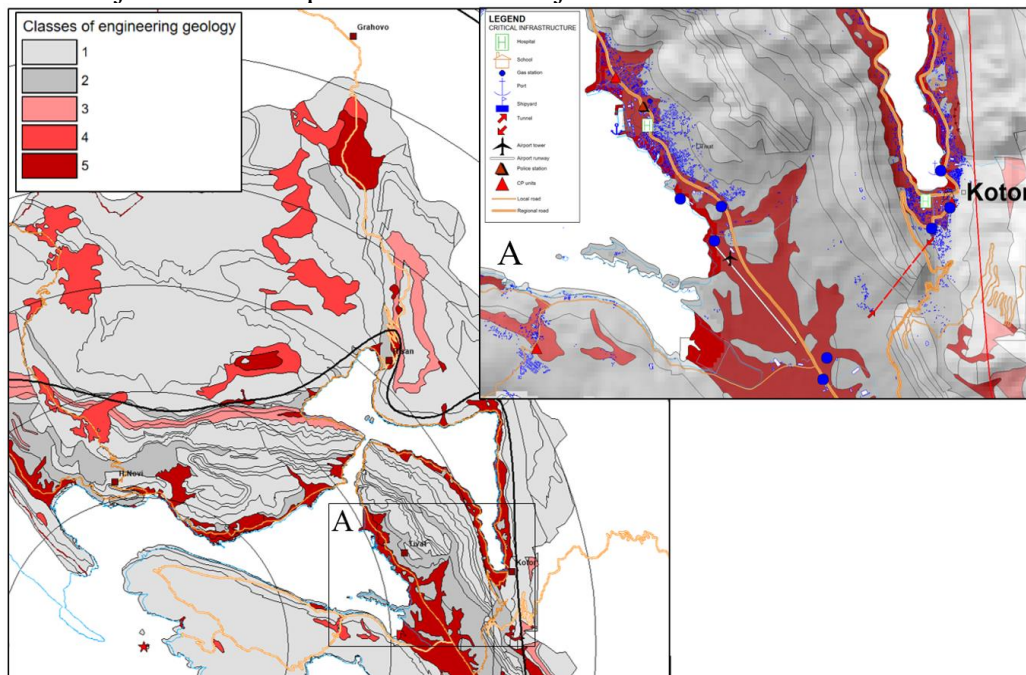 Classes of engineering geology
1
2
3
4
5
Grahovo
Risan
H.Novi
Tivat
Kotor
A
LEGEND
CRITICAL INFRASTRUCTURE
Hospital
School
Gas station
Port
Shipyard
Tunnel
Airport tower
Airport runway
Police station
CP units
Local road
Regional road
Tivat
Kotor
A